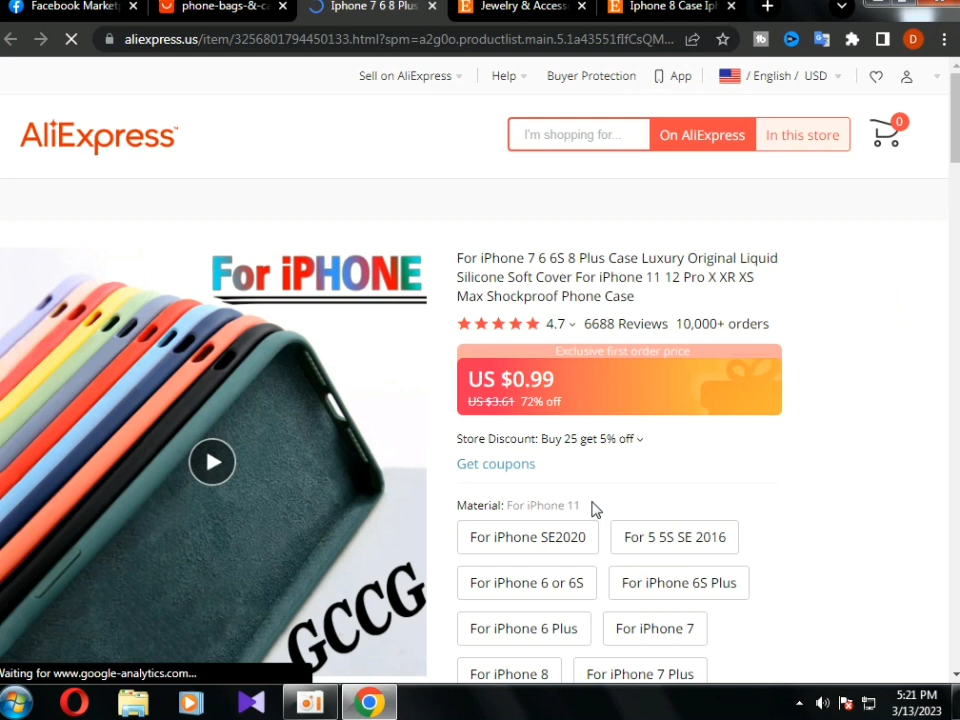 Facebook Market
phone-bags-&-c
Iphone 7 6 8 Plus
Jewelry & Access
Iphone 8 Case Iph
aliexpress.us/item/3256801794450133.html?spm=a2g0o.productlist.main.5.1a43551fIfCsQM...
D
Sell on AliExpress
Help
Buyer Protection
App
/ English / USD
AliExpress
I'm shopping for...
On AliExpress
In this store
0
For iPHONE
GCCG
For iPhone 7 6 6S 8 Plus Case Luxury Original Liquid
Silicone Soft Cover For iPhone 11 12 Pro X XR XS
Max Shockproof Phone Case
4.7
6688 Reviews
10,000+ orders
Exclusive first order price
US $0.99
US $3.61 72% off
Store Discount: Buy 25 get 5% off
Get coupons
Material: For iPhone 11
For iPhone SE2020
For 5 5S SE 2016
For iPhone 6 or 6S
For iPhone 6S Plus
For iPhone 6 Plus
For iPhone 7
For iPhone 8
For iPhone 7 Plus
Waiting for www.google-analytics.com...
5:21 PM
3/13/2023